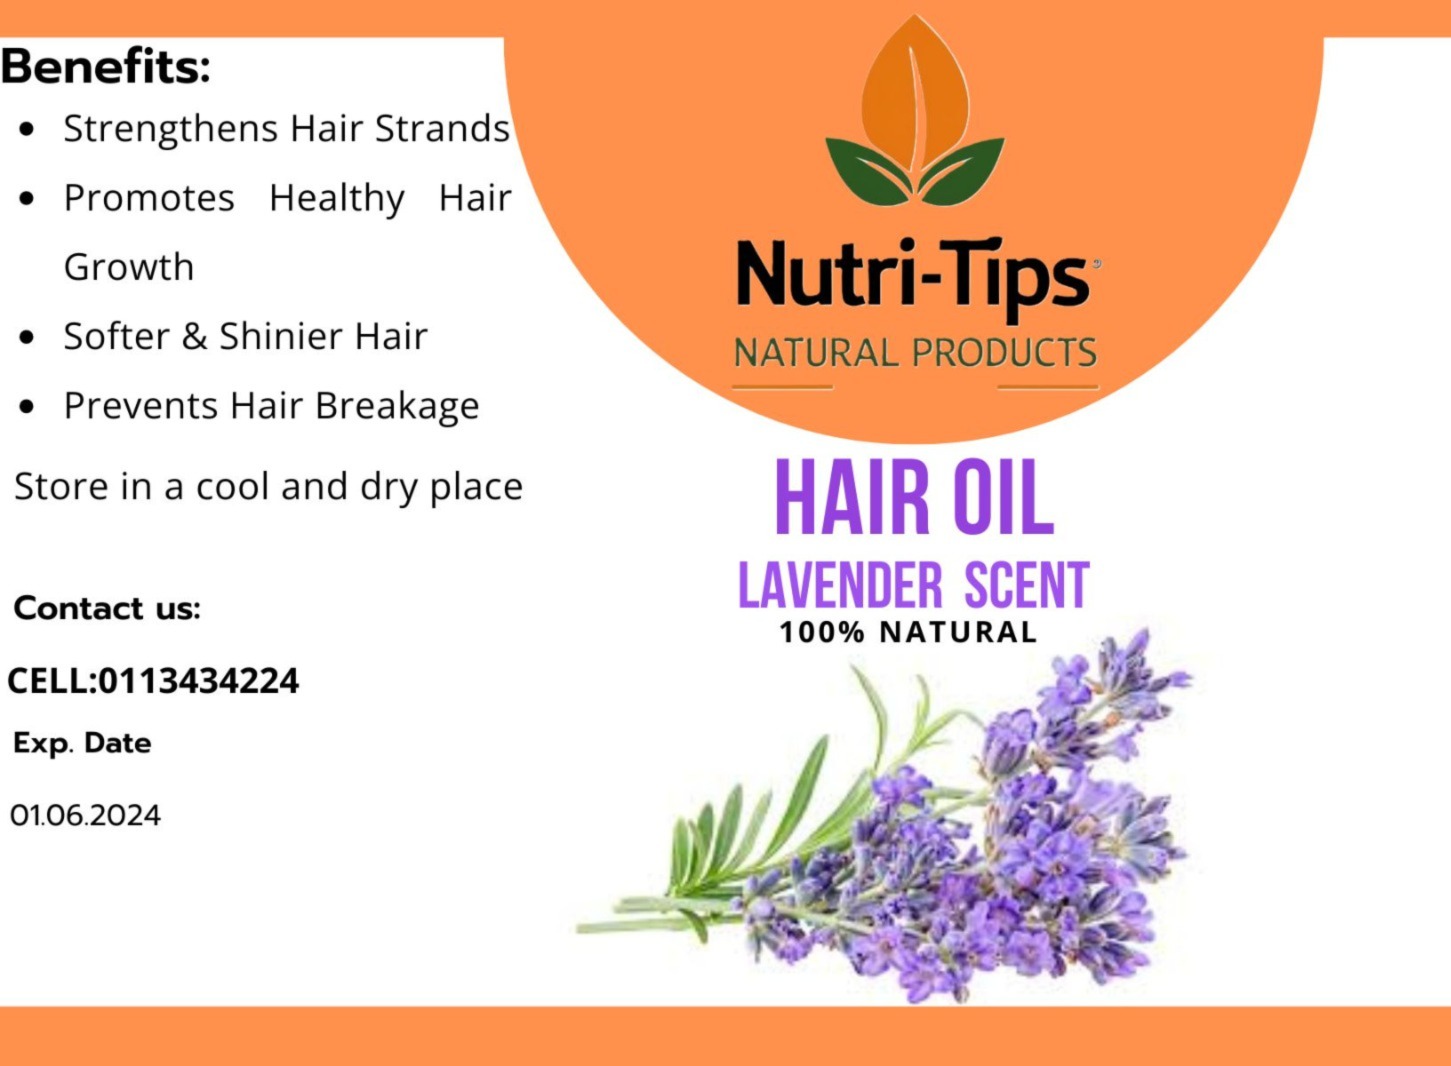 Benefits:
• Strengthens Hair Strands
• Promotes Healthy Hair
Growth
• Softer & Shinier Hair
• Prevents Hair Breakage
Store in a cool and dry place
Contact us:
CELL:0113434224
Exp. Date
01.06.2024
Nutri-Tips®
NATURAL PRODUCTS
HAIR OIL
LAVENDER SCENT
100% NATURAL